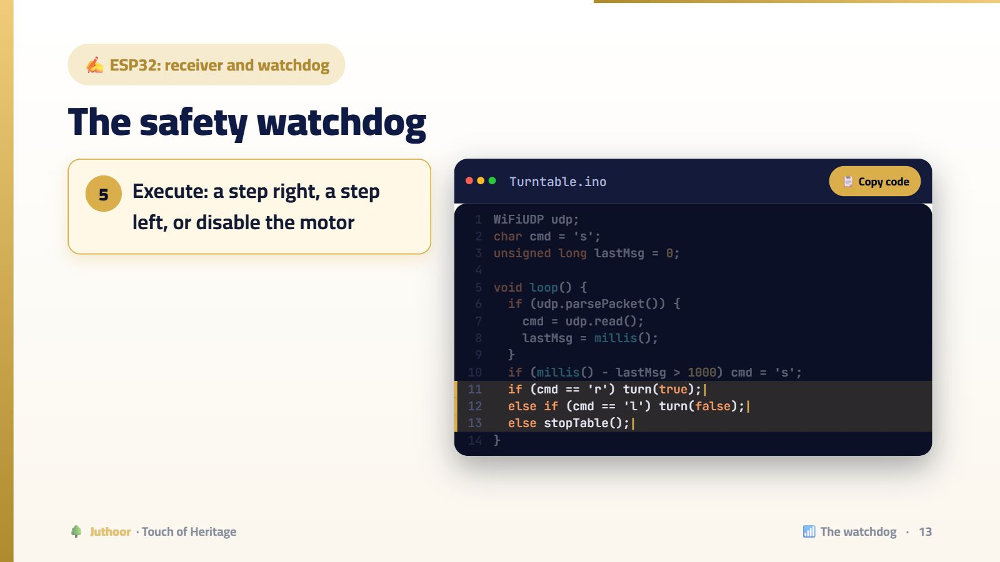 ✍️ ESP32: receiver and watchdog
The safety watchdog
5
Execute: a step right, a step
left, or disable the motor
Turntable.ino
📋 Copy code
1 WiFiUDP udp;
2 char cmd = 's';
3 unsigned long lastMsg = 0;
4
5 void loop() {
6   if (udp.parsePacket()) {
7     cmd = udp.read();
8     lastMsg = millis();
9   }
10   if (millis() - lastMsg > 1000) cmd = 's';
11   if (cmd == 'r') turn(true);|
12   else if (cmd == 'l') turn(false);|
13   else stopTable();|
14 }
🌳 Juthoor · Touch of Heritage
📊 The watchdog · 13